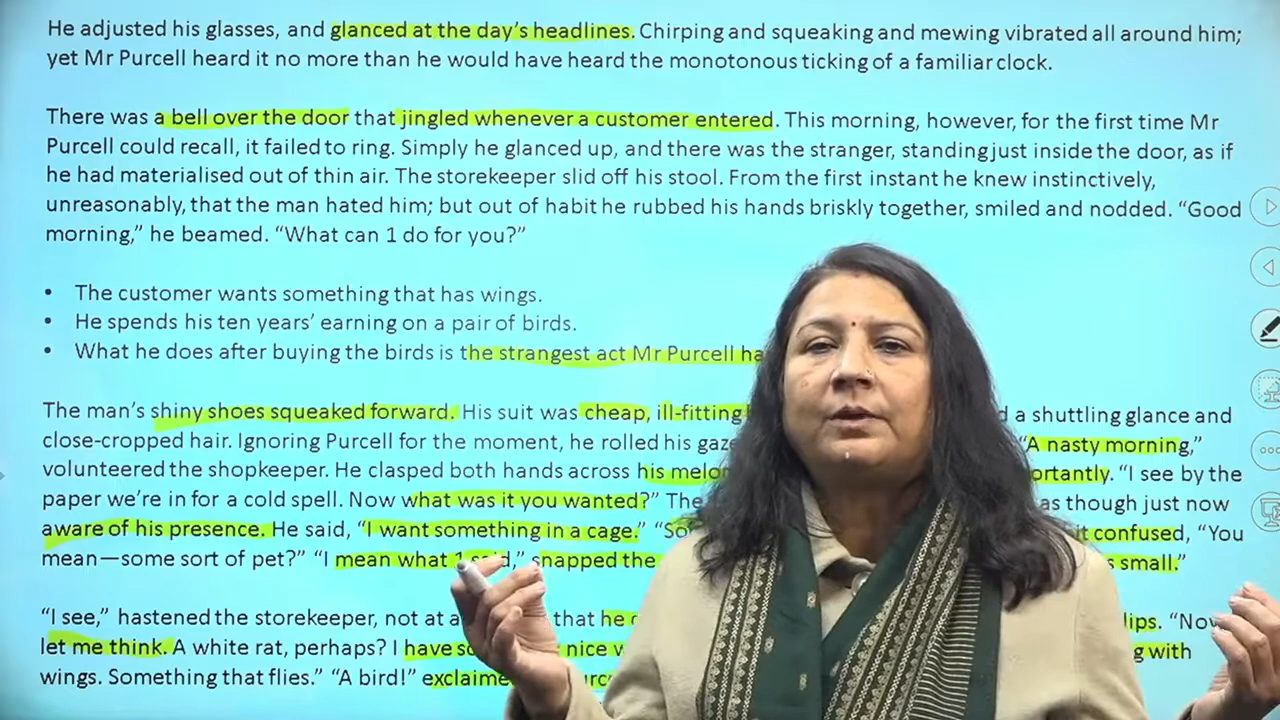 He adjusted his glasses, and glanced at the day's headlines. Chirping and squeaking and mewing vibrated all around him;
yet Mr Purcell heard it no more than he would have heard the monotonous ticking of a familiar clock.
There was a bell over the door that jingled whenever a customer entered. This morning, however, for the first time Mr
Purcell could recall, it failed to ring. Simply he glanced up, and there was the stranger, standing just inside the door, as if
he had materialised out of thin air. The storekeeper slid off his stool. From the first instant he knew instinctively,
unreasonably, that the man hated him; but out of habit he rubbed his hands briskly together, smiled and nodded. “Good
morning,” he beamed. “What can 1 do for you?”
• The customer wants something that has wings.
• He spends his ten years’ earning on a pair of birds.
• What he does after buying the birds is the strangest act Mr Purcell
The man’s shiny shoes squeaked forward. His suit was cheap, ill-fitting a shuttling glance and
close-cropped hair. Ignoring Purcell for the moment, he rolled his “A nasty morning,”
volunteered the shopkeeper. He clasped both hands across his “I see by the
paper we’re in for a cold spell. Now what was it you wanted?” as though just now
aware of his presence. He said, “I want something in a cage.” confused, “You
mean—some sort of pet?” “I mean what 1 snapped the small.”
“I see,” hastened the storekeeper, not at that he lips. “Now
let me think. A white rat, perhaps? I have nice with
wings. Something that flies.” “A bird!”